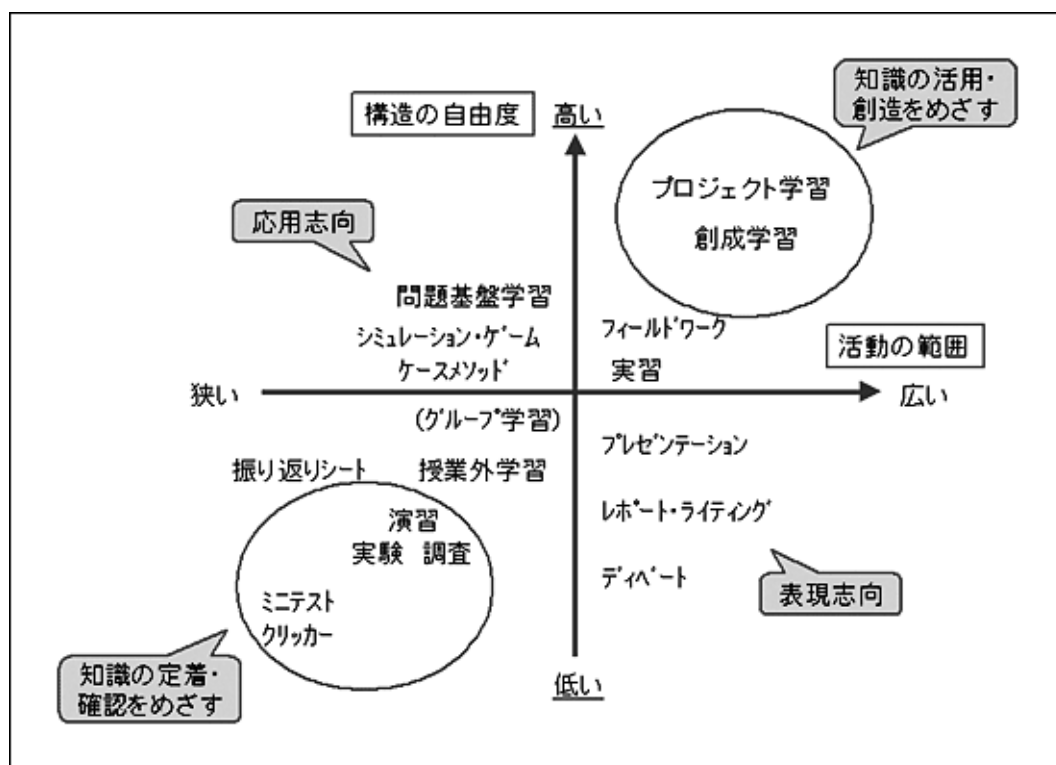 知識の活用・
創造をめざす
構造の自由度
高い
プロジェクト学習
創成学習
応用志向
問題基盤学習
シミュレーション・ゲーム
ケースメソッド
フィールドワーク
実習
活動の範囲
狭い
広い
(グループ学習)
プレゼンテーション
振り返りシート
授業外学習
レポート・ライティング
演習
実験 調査
ディベート
表現志向
ミニテスト
クリッカー
知識の定着・
確認をめざす
低い